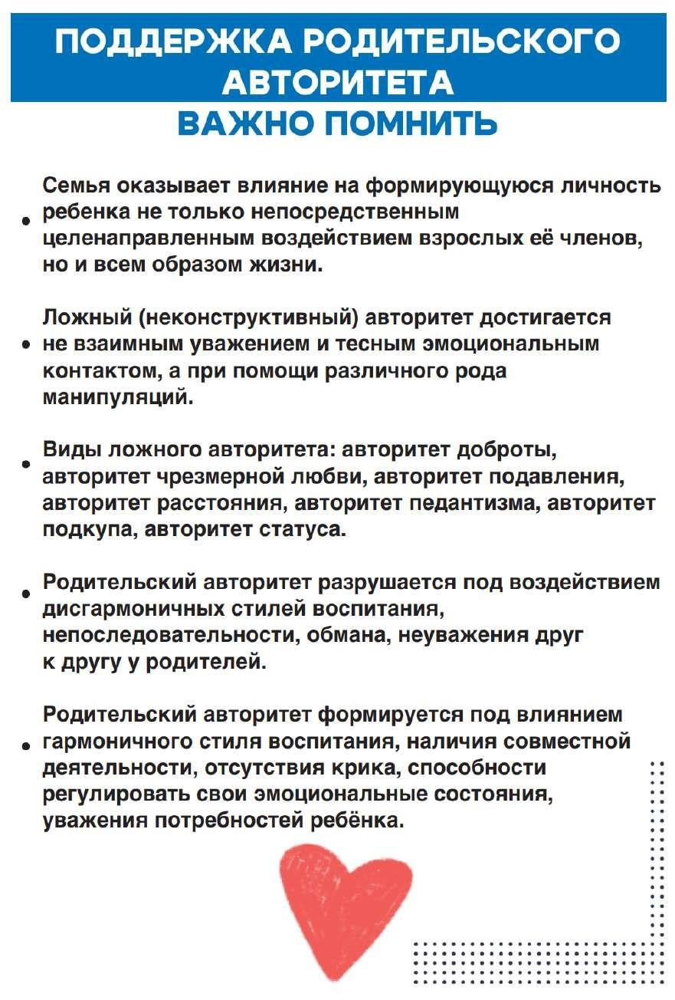 ПОДДЕРЖКА РОДИТЕЛЬСКОГО
АВТОРИТЕТА
ВАЖНО ПОМНИТЬ
Семья оказывает влияние на формирующуюся личность
ребенка не только непосредственным
целенаправленным воздействием взрослых её членов,
но и всем образом жизни.
Ложный (неконструктивный) авторитет достигается
не взаимным уважением и тесным эмоциональным
контактом, а при помощи различного рода
манипуляций.
Виды ложного авторитета: авторитет доброты,
авторитет чрезмерной любви, авторитет подавления,
авторитет расстояния, авторитет педантизма, авторитет
подкупа, авторитет статуса.
Родительский авторитет разрушается под воздействием
дисгармоничных стилей воспитания,
непоследовательности, обмана, неуважения друг
к другу у родителей.
Родительский авторитет формируется под влиянием
гармоничного стиля воспитания, наличия совместной
деятельности, отсутствия крика, способности
регулировать свои эмоциональные состояния,
уважения потребностей ребёнка.